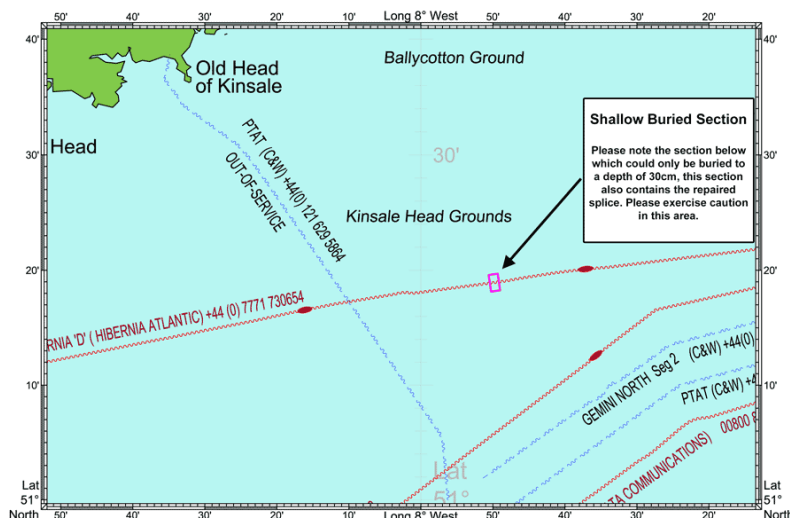 50' 20' 10' Long 8° West 50' 40' 30' 20'
40' 40'
Ballycotton Ground
Old Head
of Kinsale
Shallow Buried Section
Please note the section below
which could only be buried to
a depth of 30cm, this section
also contains the repaired
splice. Please exercise caution
in this area.
PTAT (C&W) +44(0) 121 629 5864
OUT-OF-SERVICE
Head
30' 30' 30'
Kinsale Head Grounds
20' 20'
RNIA 'D' ( HIBERNIA ATLANTIC) +44 (0) 7771 730654
10' 10'
GEMINI NORTH Seg 2 (C&W) +44(0)
PTAT (C&W) +4
TA COMMUNICATIONS) 00800 8
Lat
51°
Lat
51°
North
Lat
51°
North
50' 40' 30' 20' 10' Long 8° West 50' 40' 30' 20'